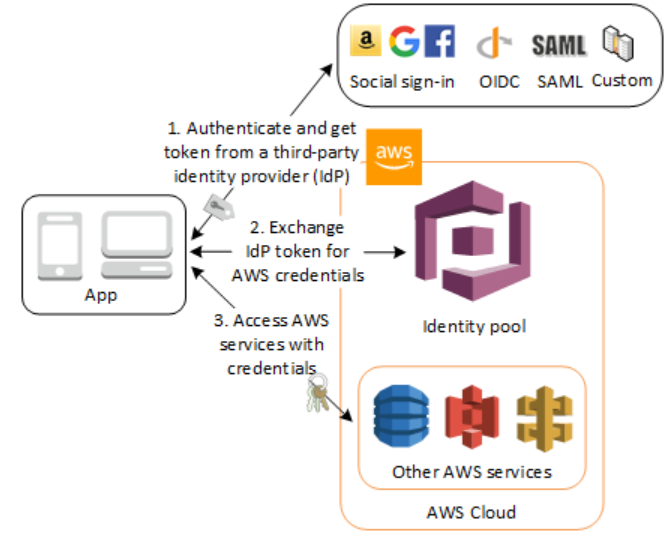 a
G
f
SAML
Social sign-in OIDC SAML Custom
1. Authenticate and get
token from a third-party
identity provider (IdP)
aws
2. Exchange
IdP token for
AWS credentials
App
Identity pool
3. Access AWS
services with
credentials
Other AWS services
AWS Cloud